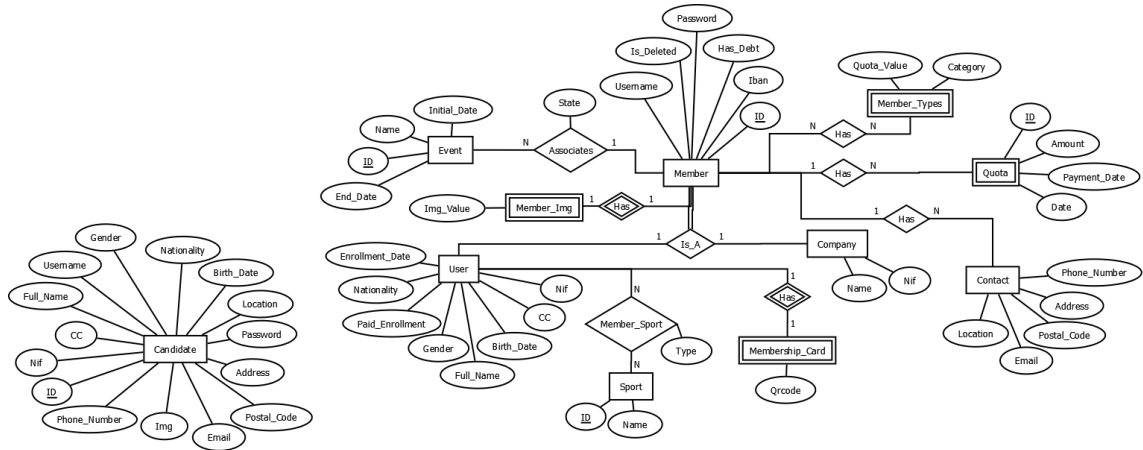 Password
Is_Deleted
Has_Debt
Username
Iban
ID
Quota_Value
Category
Member_Types
State
Initial_Date
Name
ID
End_Date
Event
N
Associates
1
Member
N
Has
N
1
Has
N
Quota
ID
Amount
Payment_Date
Date
Img_Value
Member_Img
1
Has
1
1
Has
N
1
Is_A
1
Company
Name
Nif
Contact
Phone_Number
Address
Postal_Code
Email
Location
Enrollment_Date
User
Nationality
Paid_Enrollment
Gender
Full_Name
Birth_Date
CC
Nif
N
Member_Sport
Type
N
Sport
ID
Name
1
Has
1
Membership_Card
Qrcode
Gender
Nationality
Username
Birth_Date
Full_Name
Location
CC
Password
Candidate
Nif
Address
ID
Phone_Number
Img
Email
Postal_Code